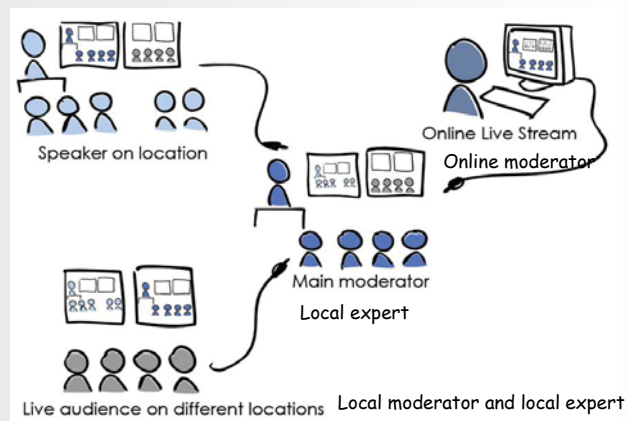 Speaker on location
Online Live Stream
Online moderator
Main moderator
Local expert
Live audience on different locations
Local moderator and local expert